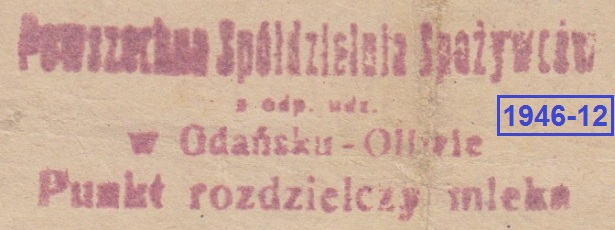 Powszechna Spółdzielnia Spożywców
z odp. udz.
1946-12
w Gdańsku-Oliwie
Punkt rozdzielczy mleka